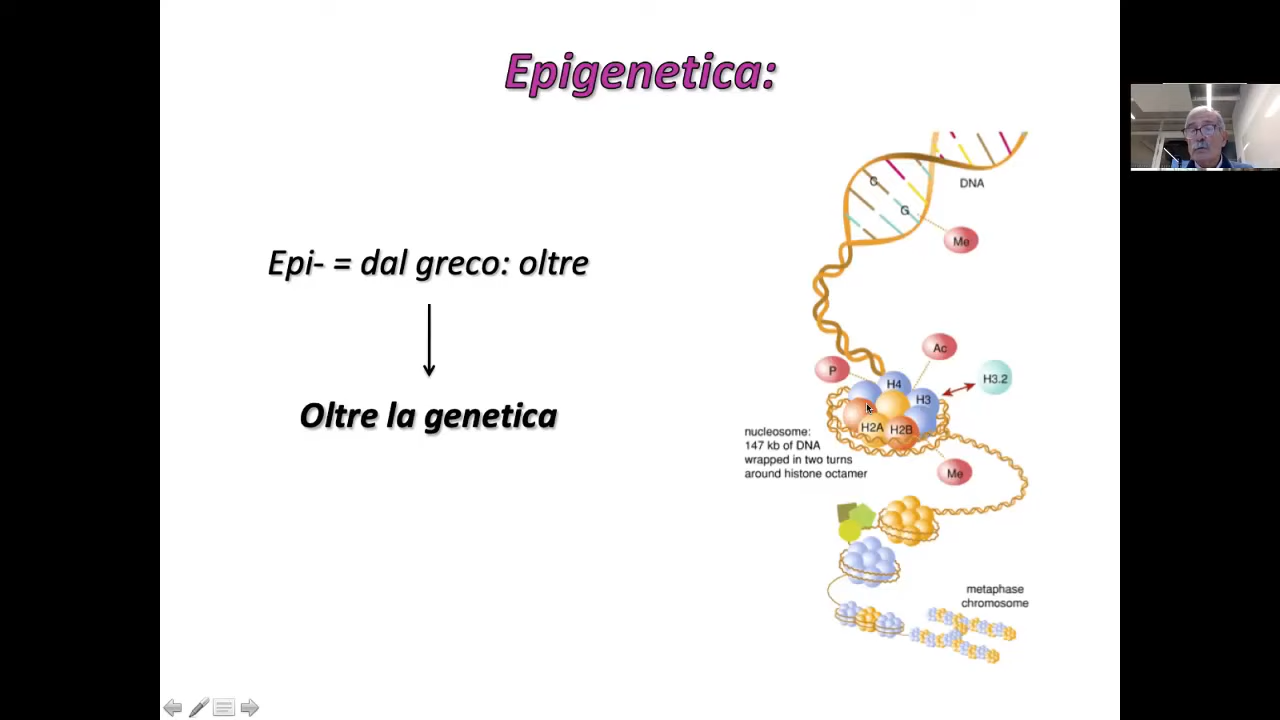 Epigenetica:
Epi- = dal greco: oltre
Oltre la genetica
C
DNA
G
Me
Ac
P
H3.2
H4
H3
H2A
H2B
nucleosome:
147 kb of DNA
wrapped in two turns
around histone octamer
Me
metaphase
chromosome